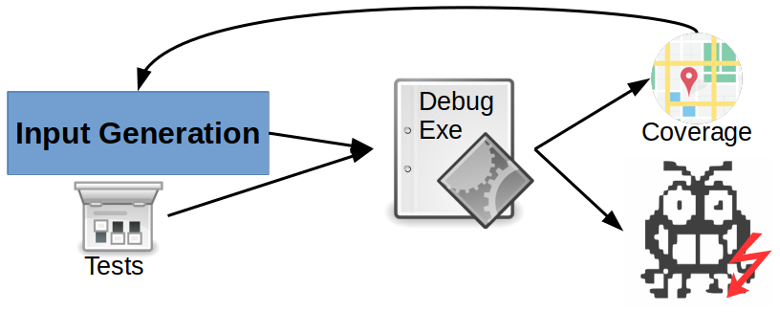 Input Generation
Tests
Debug
Exe
Coverage